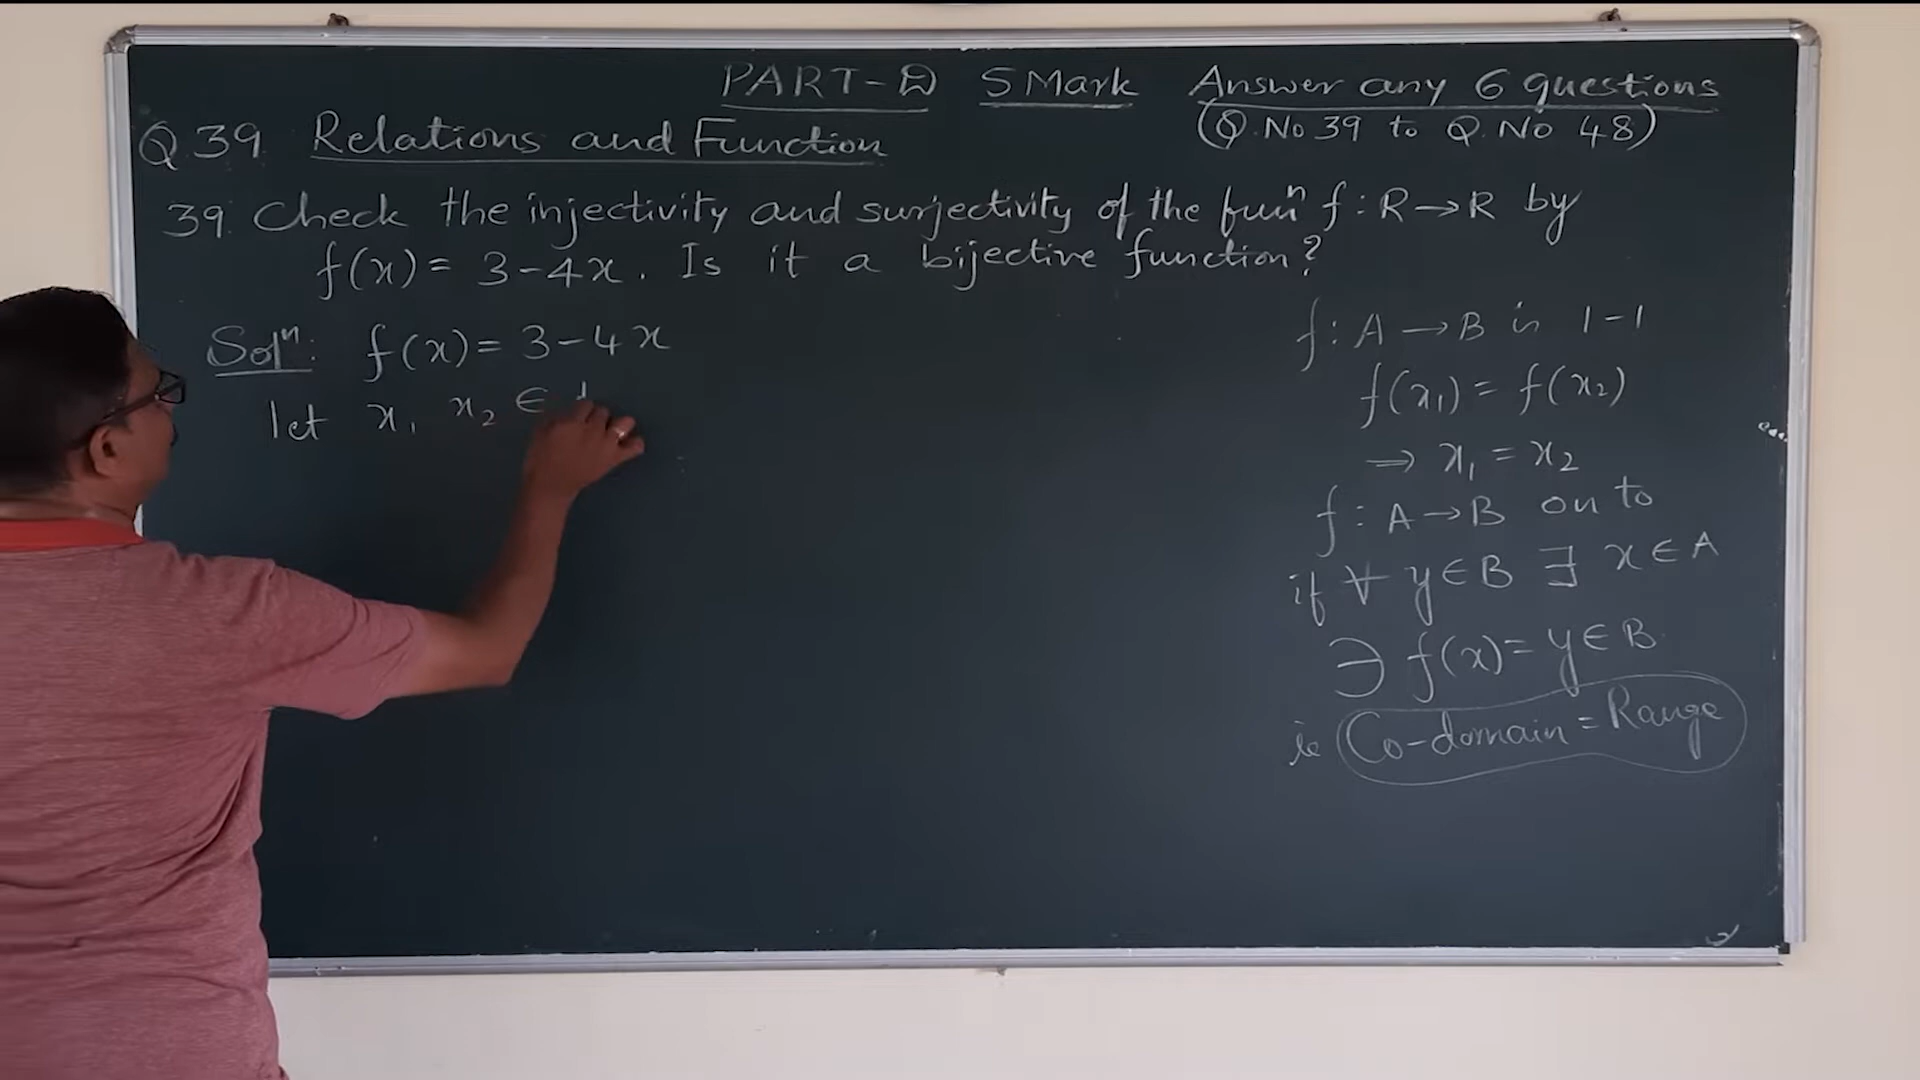 PART-D 5 Mark Answer any 6 questions
(Q.No 39 to Q.No 48)
Q 39. Relations and Function
39. Check the injectivity and surjectivity of the funⁿ f : R→R by
f(x) = 3-4x. Is it a bijective function?
Solⁿ: f(x) = 3-4x
let x₁ x₂ ∈
f : A → B is 1-1
f(x₁) = f(x₂)
⇒ x₁ = x₂
f : A → B on to
if ∀ y∈B ∃ x∈A
∋ f(x) = y∈B
ie Co-domain = Range